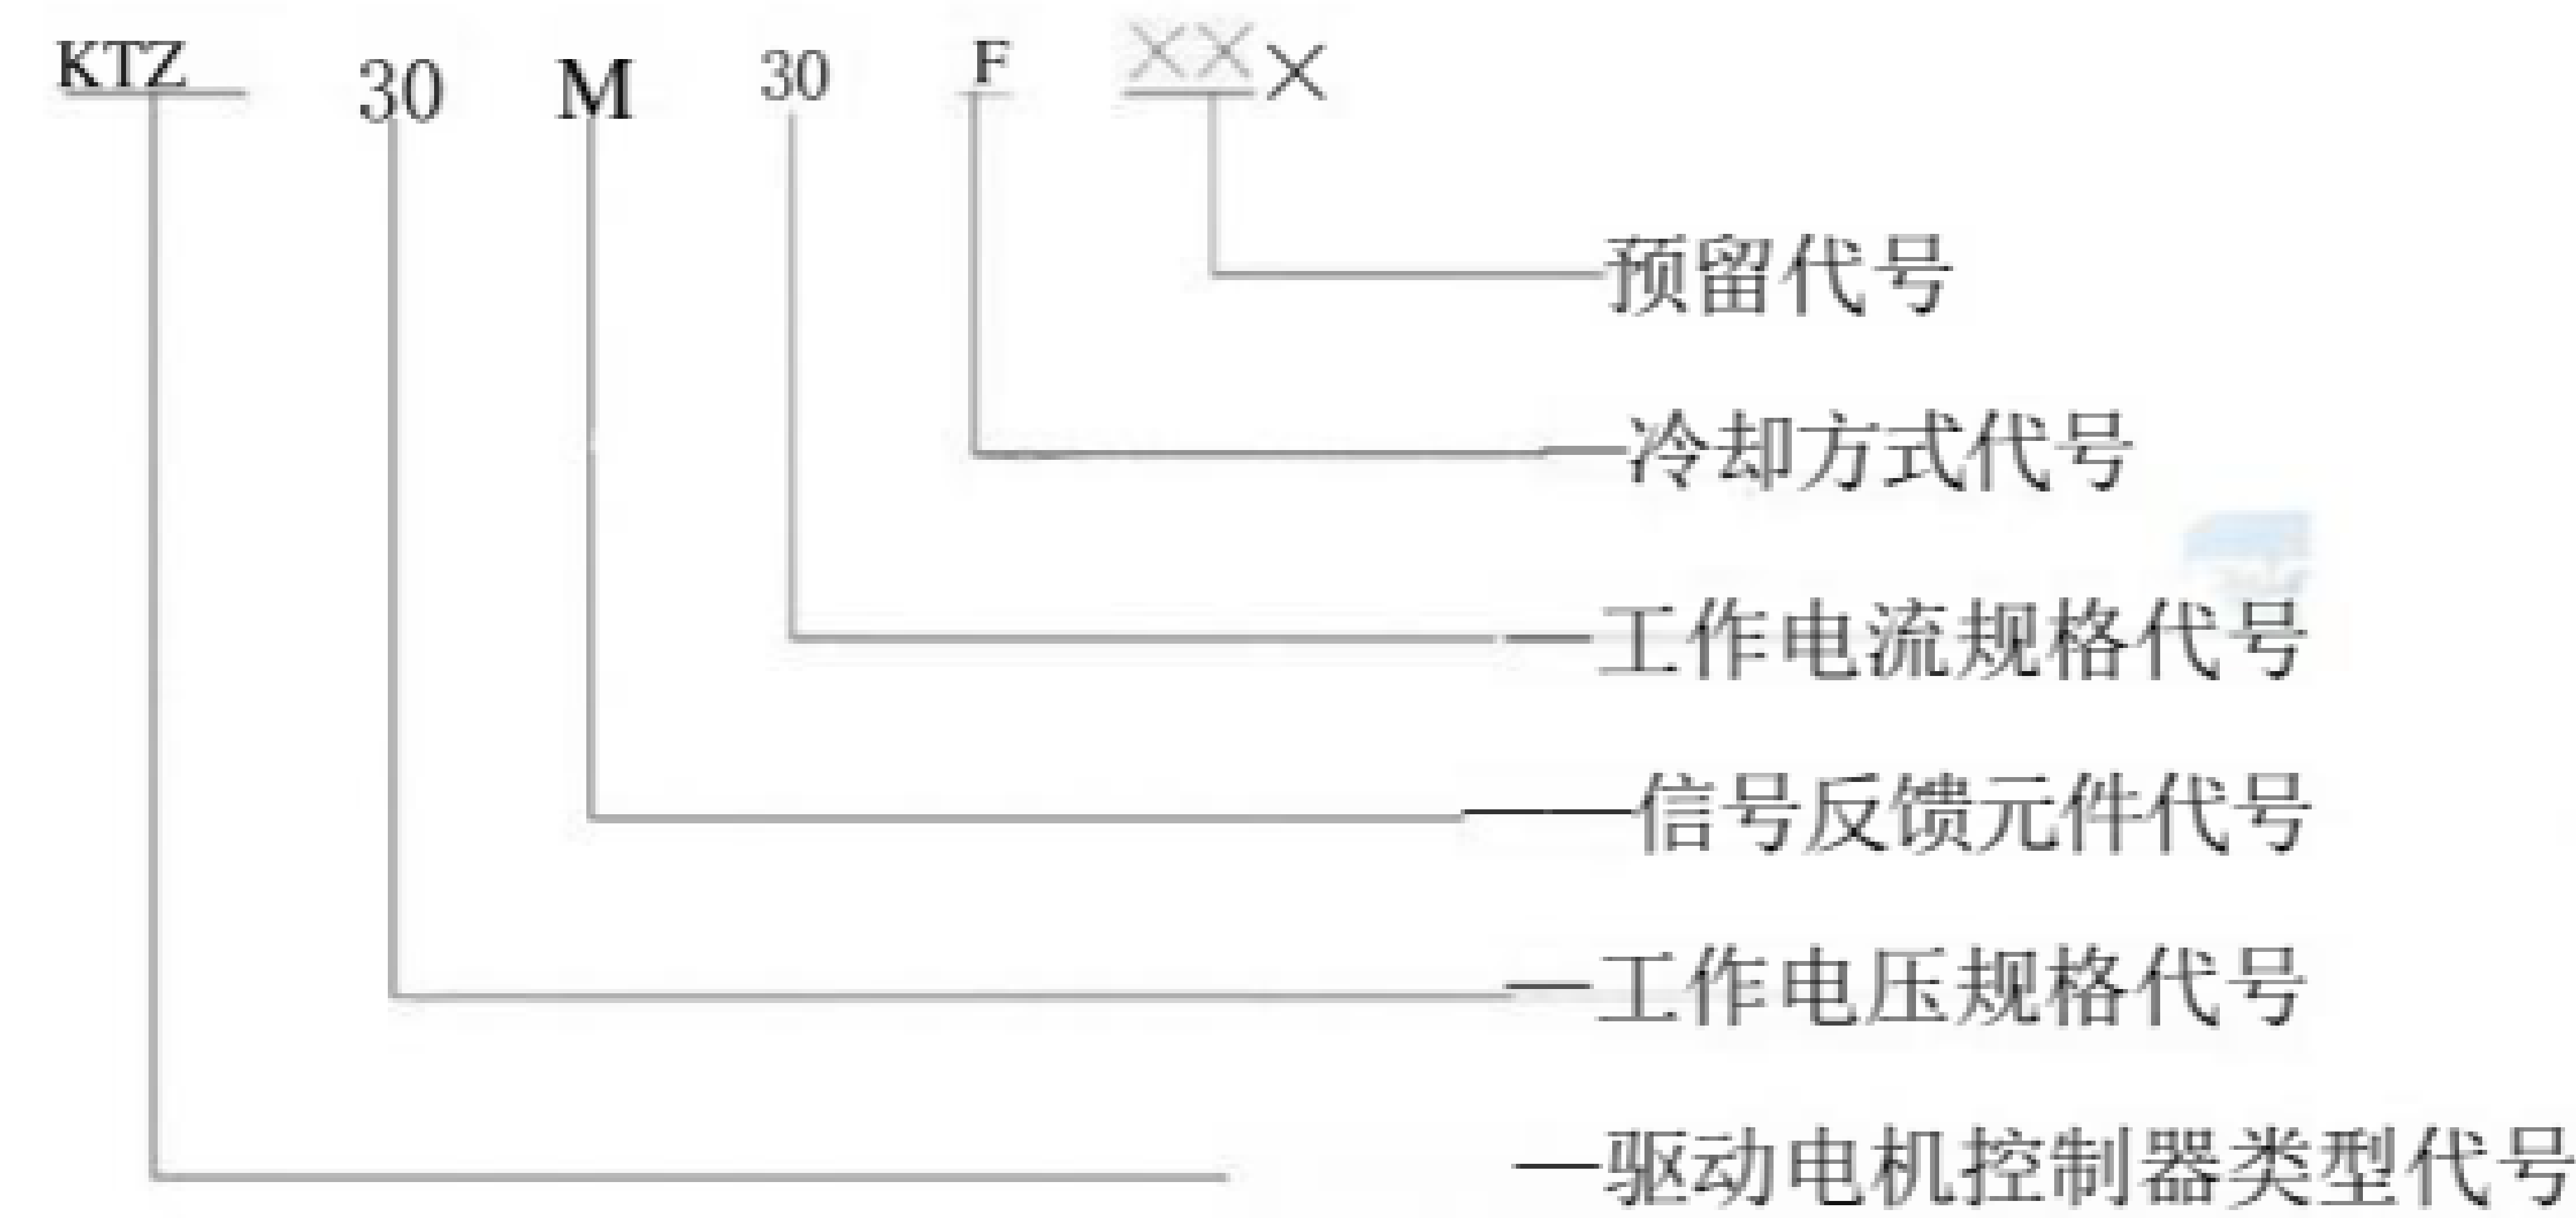 KTZ 30 M 30 F XXX
预留代号
冷却方式代号
工作电流规格代号
信号反馈元件代号
工作电压规格代号
驱动电机控制器类型代号